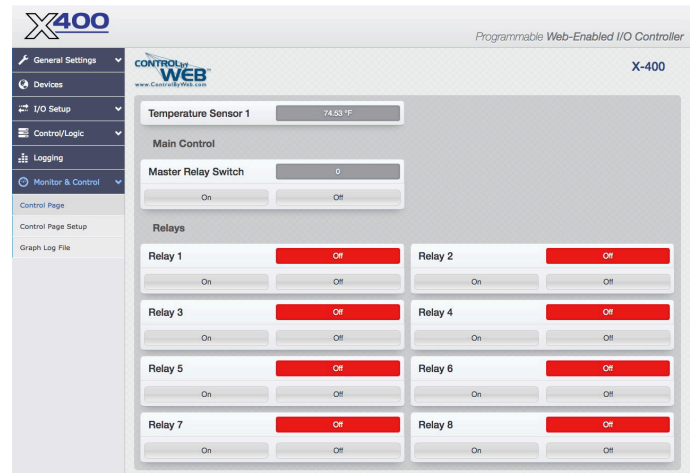 X400
Programmable Web-Enabled I/O Controller
General Settings
Devices
I/O Setup
Control/Logic
Logging
Monitor & Control
Control Page
Control Page Setup
Graph Log File
CONTROL by
WEB
www.ControlByWeb.com
X-400
Temperature Sensor 1 74.53 °F
Main Control
Master Relay Switch 0
On Off
Relays
Relay 1 Off Relay 2 Off
On Off On Off
Relay 3 Off Relay 4 Off
On Off On Off
Relay 5 Off Relay 6 Off
On Off On Off
Relay 7 Off Relay 8 Off
On Off On Off